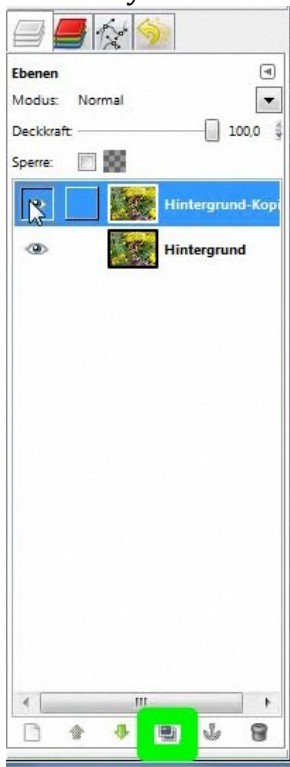 Ebenen
Modus: Normal
Deckkraft: 100,0
Sperre:
Hintergrund-Kopi
Hintergrund